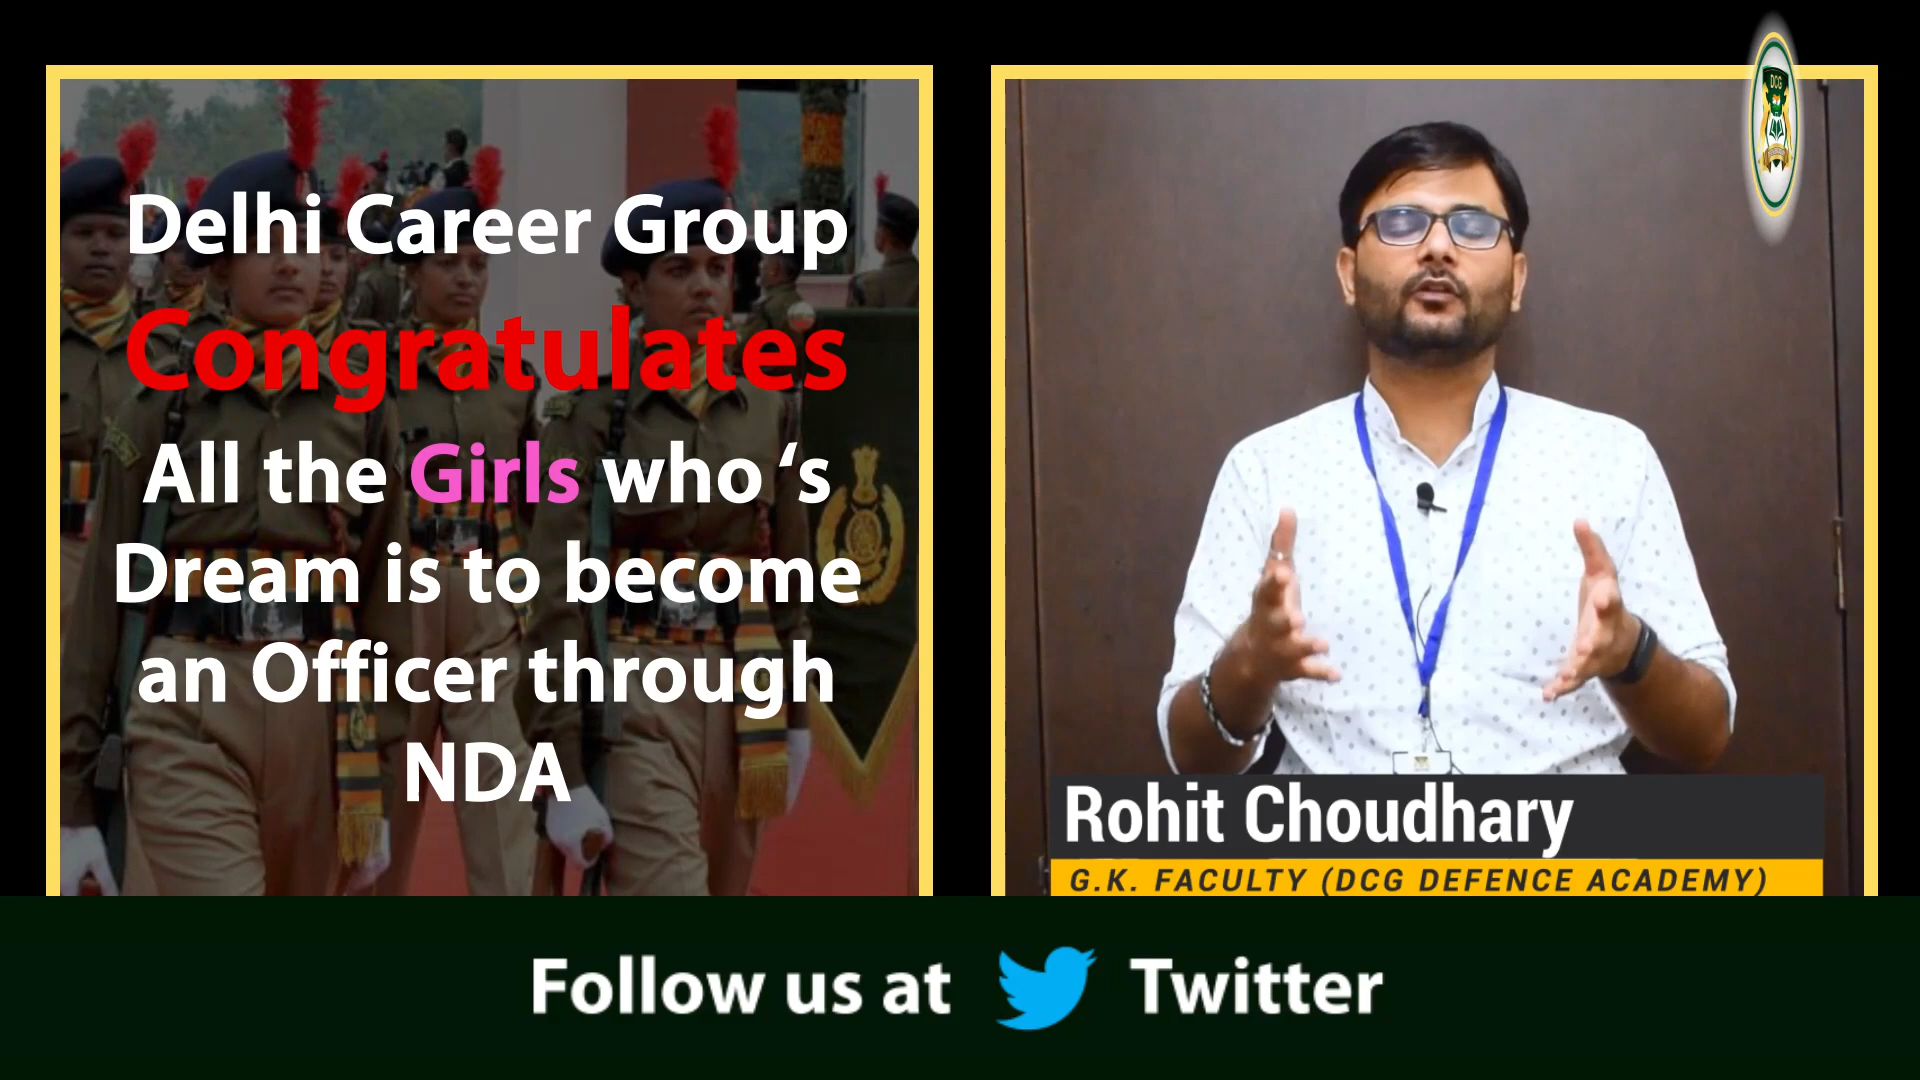 Delhi Career Group
Congratulates
All the Girls who ‘s
Dream is to become
an Officer through
NDA
DCG
Rohit Choudhary
G.K. FACULTY (DCG DEFENCE ACADEMY)
Follow us at Twitter